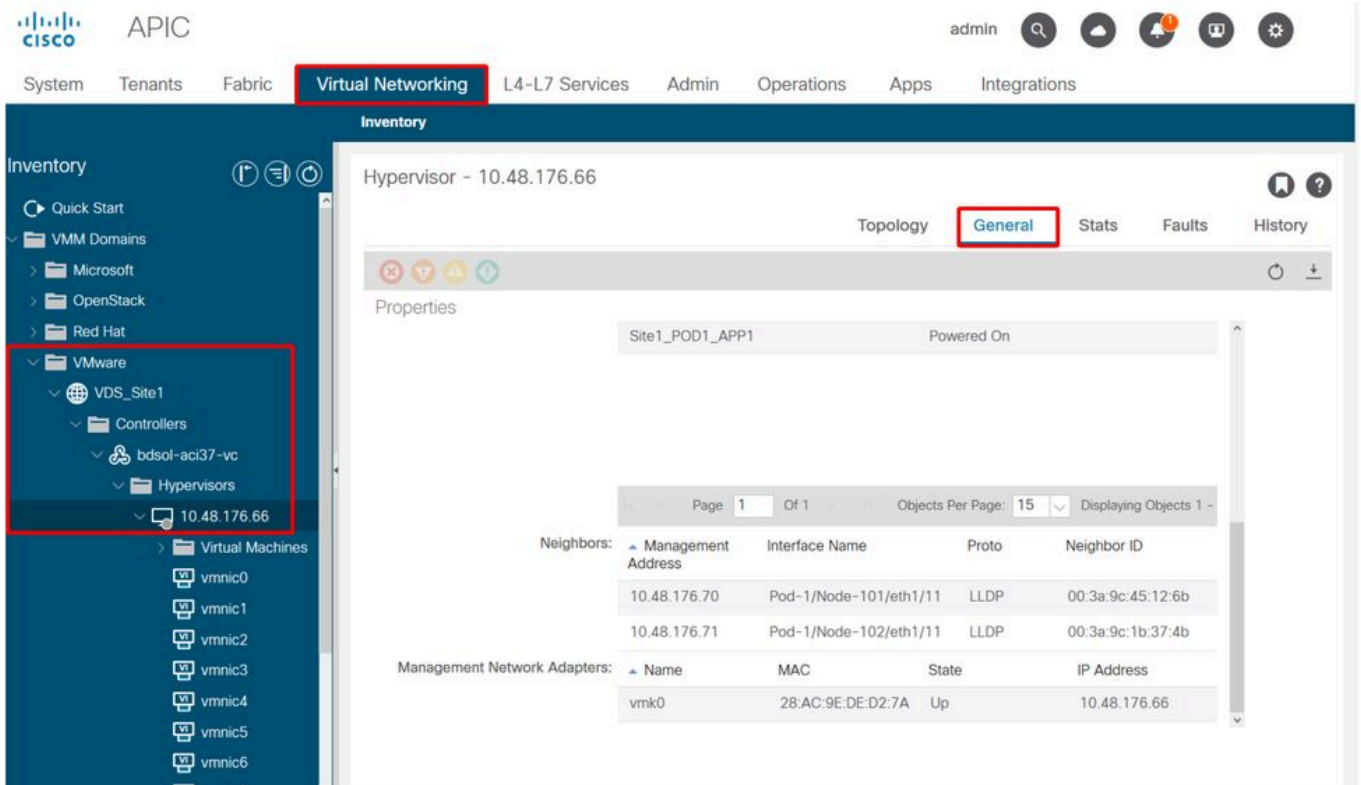 CISCO
APIC
admin
1
System Tenants Fabric Virtual Networking L4-L7 Services Admin Operations Apps Integrations
Inventory
Inventory
Quick Start
VMM Domains
Microsoft
OpenStack
Red Hat
VMware
VDS_Site1
Controllers
bdsol-aci37-vc
Hypervisors
10.48.176.66
Virtual Machines
vmnic0
vmnic1
vmnic2
vmnic3
vmnic4
vmnic5
vmnic6
Hypervisor - 10.48.176.66
Topology General Stats Faults History
Properties
Site1_POD1_APP1 Powered On
Page 1 Of 1 Objects Per Page: 15 Displaying Objects 1 -
Neighbors:
Management Address Interface Name Proto Neighbor ID
10.48.176.70 Pod-1/Node-101/eth1/11 LLDP 00:3a:9c:45:12:6b
10.48.176.71 Pod-1/Node-102/eth1/11 LLDP 00:3a:9c:1b:37:4b
Management Network Adapters:
Name MAC State IP Address
vmk0 28:AC:9E:DE:D2:7A Up 10.48.176.66